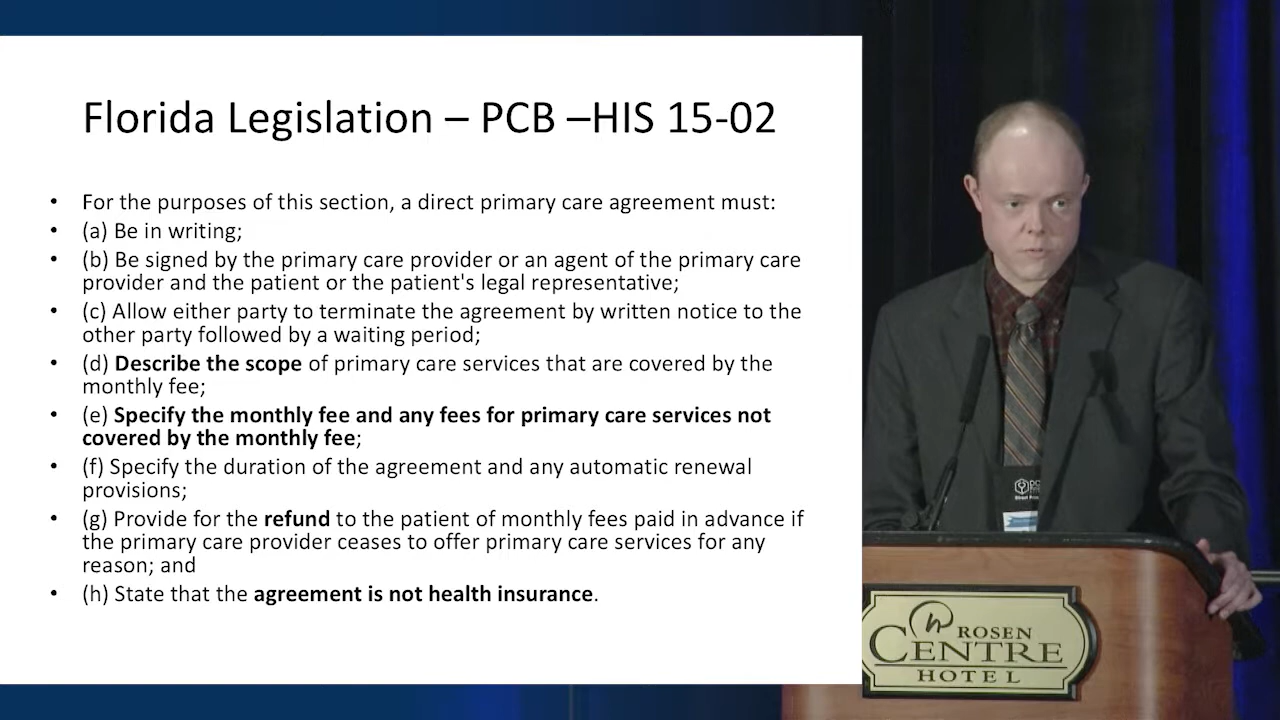 Florida Legislation – PCB –HIS 15-02
• For the purposes of this section, a direct primary care agreement must:
• (a) Be in writing;
• (b) Be signed by the primary care provider or an agent of the primary care
provider and the patient or the patient's legal representative;
• (c) Allow either party to terminate the agreement by written notice to the
other party followed by a waiting period;
• (d) Describe the scope of primary care services that are covered by the
monthly fee;
• (e) Specify the monthly fee and any fees for primary care services not
covered by the monthly fee;
• (f) Specify the duration of the agreement and any automatic renewal
provisions;
• (g) Provide for the refund to the patient of monthly fees paid in advance if
the primary care provider ceases to offer primary care services for any
reason; and
• (h) State that the agreement is not health insurance.
ROSEN
CENTRE
HOTEL